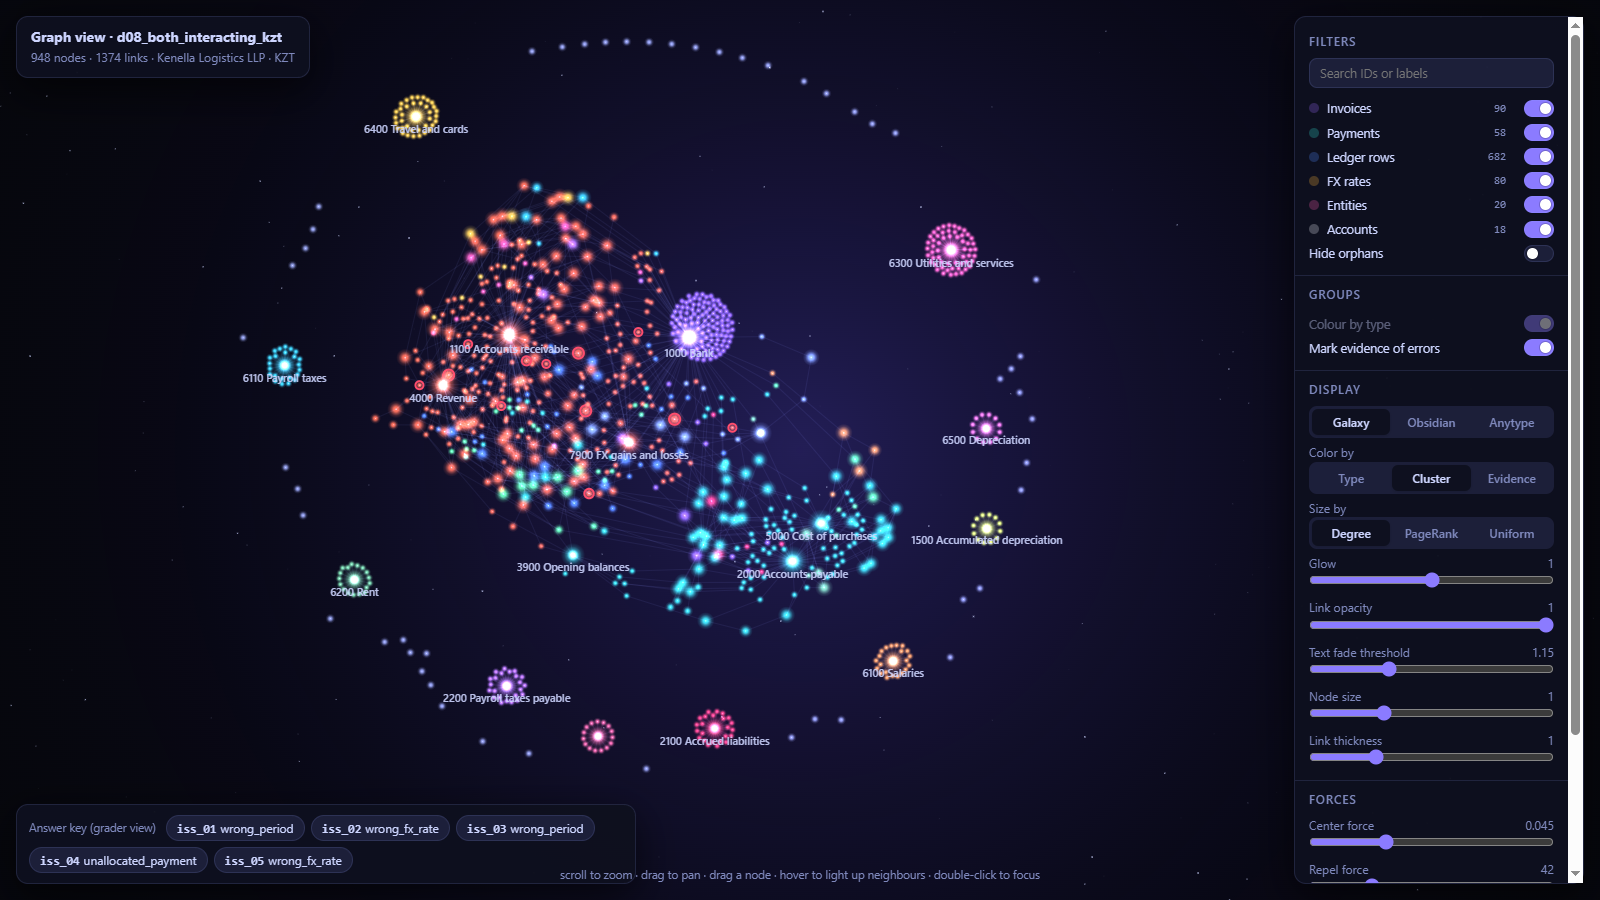 Graph view · d08_both_interacting_kzt
948 nodes · 1374 links · Kenella Logistics LLP · KZT
6400 Travel and cards
6300 Utilities and services
1100 Accounts receivable
1000 Bank
6110 Payroll taxes
4000 Revenue
6500 Depreciation
7900 FX gains and losses
5000 Cost of purchases
1500 Accumulated depreciation
3900 Opening balances
2000 Accounts payable
6200 Rent
6100 Salaries
2200 Payroll taxes payable
2100 Accrued liabilities
Answer key (grader view)
iss_01 wrong_period
iss_02 wrong_fx_rate
iss_03 wrong_period
iss_04 unallocated_payment
iss_05 wrong_fx_rate
scroll to zoom · drag to pan · drag a node · hover to light up neighbours · double-click to focus
FILTERS
Search IDs or labels
Invoices 90
Payments 58
Ledger rows 682
FX rates 80
Entities 20
Accounts 18
Hide orphans
GROUPS
Colour by type
Mark evidence of errors
DISPLAY
Galaxy Obsidian Anytype
Color by
Type Cluster Evidence
Size by
Degree PageRank Uniform
Glow 1
Link opacity 1
Text fade threshold 1.15
Node size 1
Link thickness 1
FORCES
Center force 0.045
Repel force 42